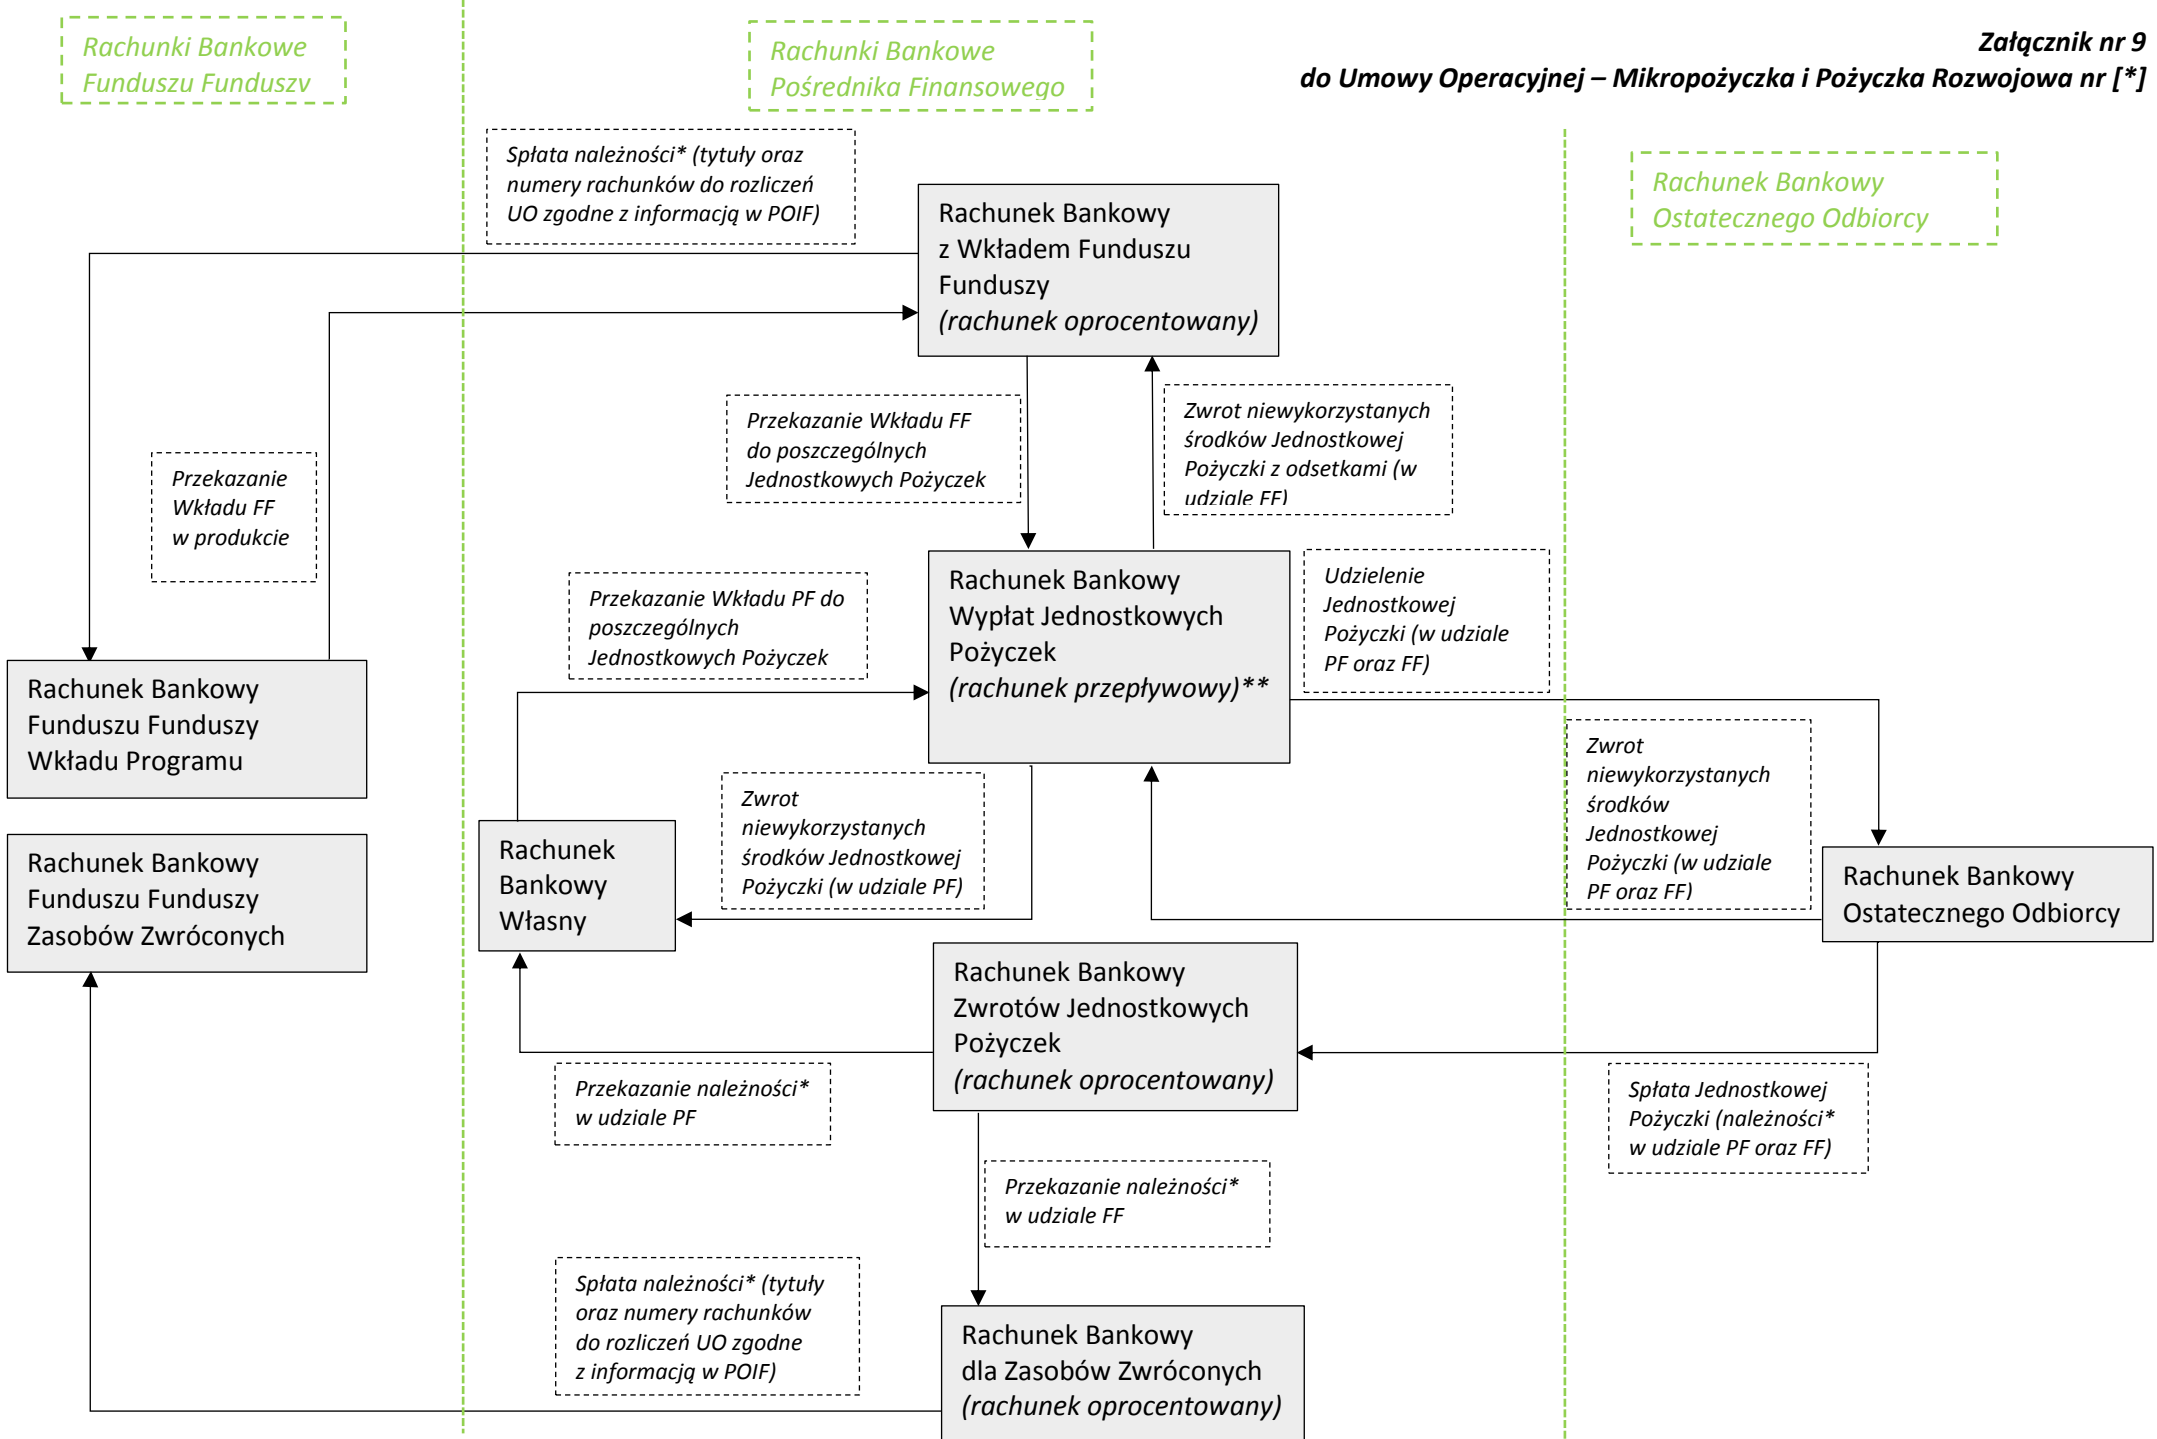 Rachunki Bankowe
Funduszu Funduszy
Rachunki Bankowe
Pośrednika Finansowego
Załącznik nr 9
do Umowy Operacyjnej – Mikropożyczka i Pożyczka Rozwojowa nr [*]
Spłata należności* (tytuły oraz
numery rachunków do rozliczeń
UO zgodne z informacją w POIF)
Rachunek Bankowy
Ostatecznego Odbiorcy
Rachunek Bankowy
z Wkładem Funduszu
Funduszy
(rachunek oprocentowany)
Przekazanie Wkładu FF
do poszczególnych
Jednostkowych Pożyczek
Zwrot niewykorzystanych
środków Jednostkowej
Pożyczki z odsetkami (w
udziale FF)
Przekazanie
Wkładu FF
w produkcie
Przekazanie Wkładu PF do
poszczególnych
Jednostkowych Pożyczek
Rachunek Bankowy
Wypłat Jednostkowych
Pożyczek
(rachunek przepływowy)**
Udzielenie
Jednostkowej
Pożyczki (w udziale
PF oraz FF)
Rachunek Bankowy
Funduszu Funduszy
Wkładu Programu
Zwrot
niewykorzystanych
środków
Jednostkowej
Pożyczki (w udziale
PF oraz FF)
Zwrot
niewykorzystanych
środków Jednostkowej
Pożyczki (w udziale PF)
Rachunek
Bankowy
Własny
Rachunek Bankowy
Funduszu Funduszy
Zasobów Zwróconych
Rachunek Bankowy
Ostatecznego Odbiorcy
Rachunek Bankowy
Zwrotów Jednostkowych
Pożyczek
(rachunek oprocentowany)
Przekazanie należności*
w udziale PF
Spłata Jednostkowej
Pożyczki (należności*
w udziale PF oraz FF)
Przekazanie należności*
w udziale FF
Spłata należności* (tytuły
oraz numery rachunków
do rozliczeń UO zgodne
z informacją w POIF)
Rachunek Bankowy
dla Zasobów Zwróconych
(rachunek oprocentowany)